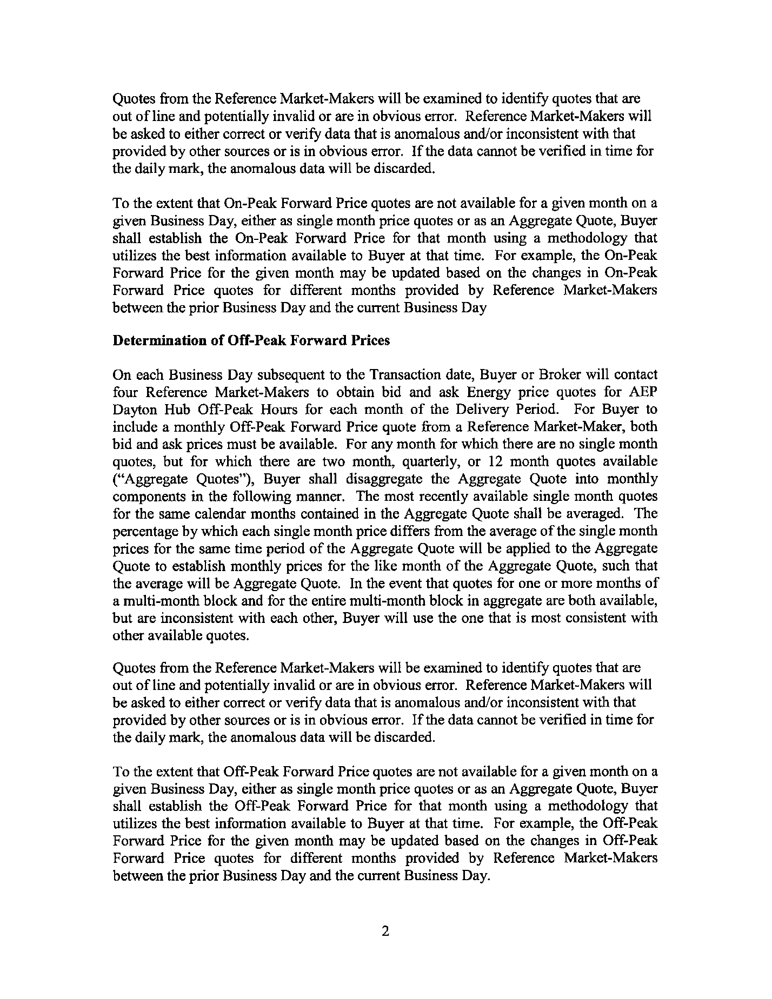 Quotes from the Reference Market-Makers will be examined to identify quotes that are
out of line and potentially invalid or are in obvious error. Reference Market-Makers will
be asked to either correct or verify data that is anomalous and/or inconsistent with that
provided by other sources or is in obvious error. If the data cannot be verified in time for
the daily mark, the anomalous data will be discarded.
To the extent that On-Peak Forward Price quotes are not available for a given month on a
given Business Day, either as single month price quotes or as an Aggregate Quote, Buyer
shall establish the On-Peak Forward Price for that month using a methodology that
utilizes the best information available to Buyer at that time. For example, the On-Peak
Forward Price for the given month may be updated based on the changes in On-Peak
Forward Price quotes for different months provided by Reference Market-Makers
between the prior Business Day and the current Business Day
Determination of Off-Peak Forward Prices
On each Business Day subsequent to the Transaction date, Buyer or Broker will contact
four Reference Market-Makers to obtain bid and ask Energy price quotes for AEP
Dayton Hub Off-Peak Hours for each month of the Delivery Period. For Buyer to
include a monthly Off-Peak Forward Price quote from a Reference Market-Maker, both
bid and ask prices must be available. For any month for which there are no single month
quotes, but for which there are two month, quarterly, or 12 month quotes available
(“Aggregate Quotes”), Buyer shall disaggregate the Aggregate Quote into monthly
components in the following manner. The most recently available single month quotes
for the same calendar months contained in the Aggregate Quote shall be averaged. The
percentage by which each single month price differs from the average of the single month
prices for the same time period of the Aggregate Quote will be applied to the Aggregate
Quote to establish monthly prices for the like month of the Aggregate Quote, such that
the average will be Aggregate Quote. In the event that quotes for one or more months of
a multi-month block and for the entire multi-month block in aggregate are both available,
but are inconsistent with each other, Buyer will use the one that is most consistent with
other available quotes.
Quotes from the Reference Market-Makers will be examined to identify quotes that are
out of line and potentially invalid or are in obvious error. Reference Market-Makers will
be asked to either correct or verify data that is anomalous and/or inconsistent with that
provided by other sources or is in obvious error. If the data cannot be verified in time for
the daily mark, the anomalous data will be discarded.
To the extent that Off-Peak Forward Price quotes are not available for a given month on a
given Business Day, either as single month price quotes or as an Aggregate Quote, Buyer
shall establish the Off-Peak Forward Price for that month using a methodology that
utilizes the best information available to Buyer at that time. For example, the Off-Peak
Forward Price for the given month may be updated based on the changes in Off-Peak
Forward Price quotes for different months provided by Reference Market-Makers
between the prior Business Day and the current Business Day.
2